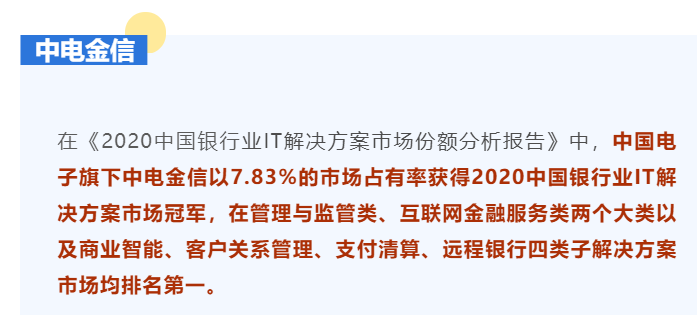 中电金信
在《2020中国银行业IT解决方案市场份额分析报告》中，中国电
子旗下中电金信以7.83%的市场占有率获得2020中国银行业IT解
决方案市场冠军，在管理与监管类、互联网金融服务类两个大类以
及商业智能、客户关系管理、支付清算、远程银行四类子解决方案
市场均排名第一。